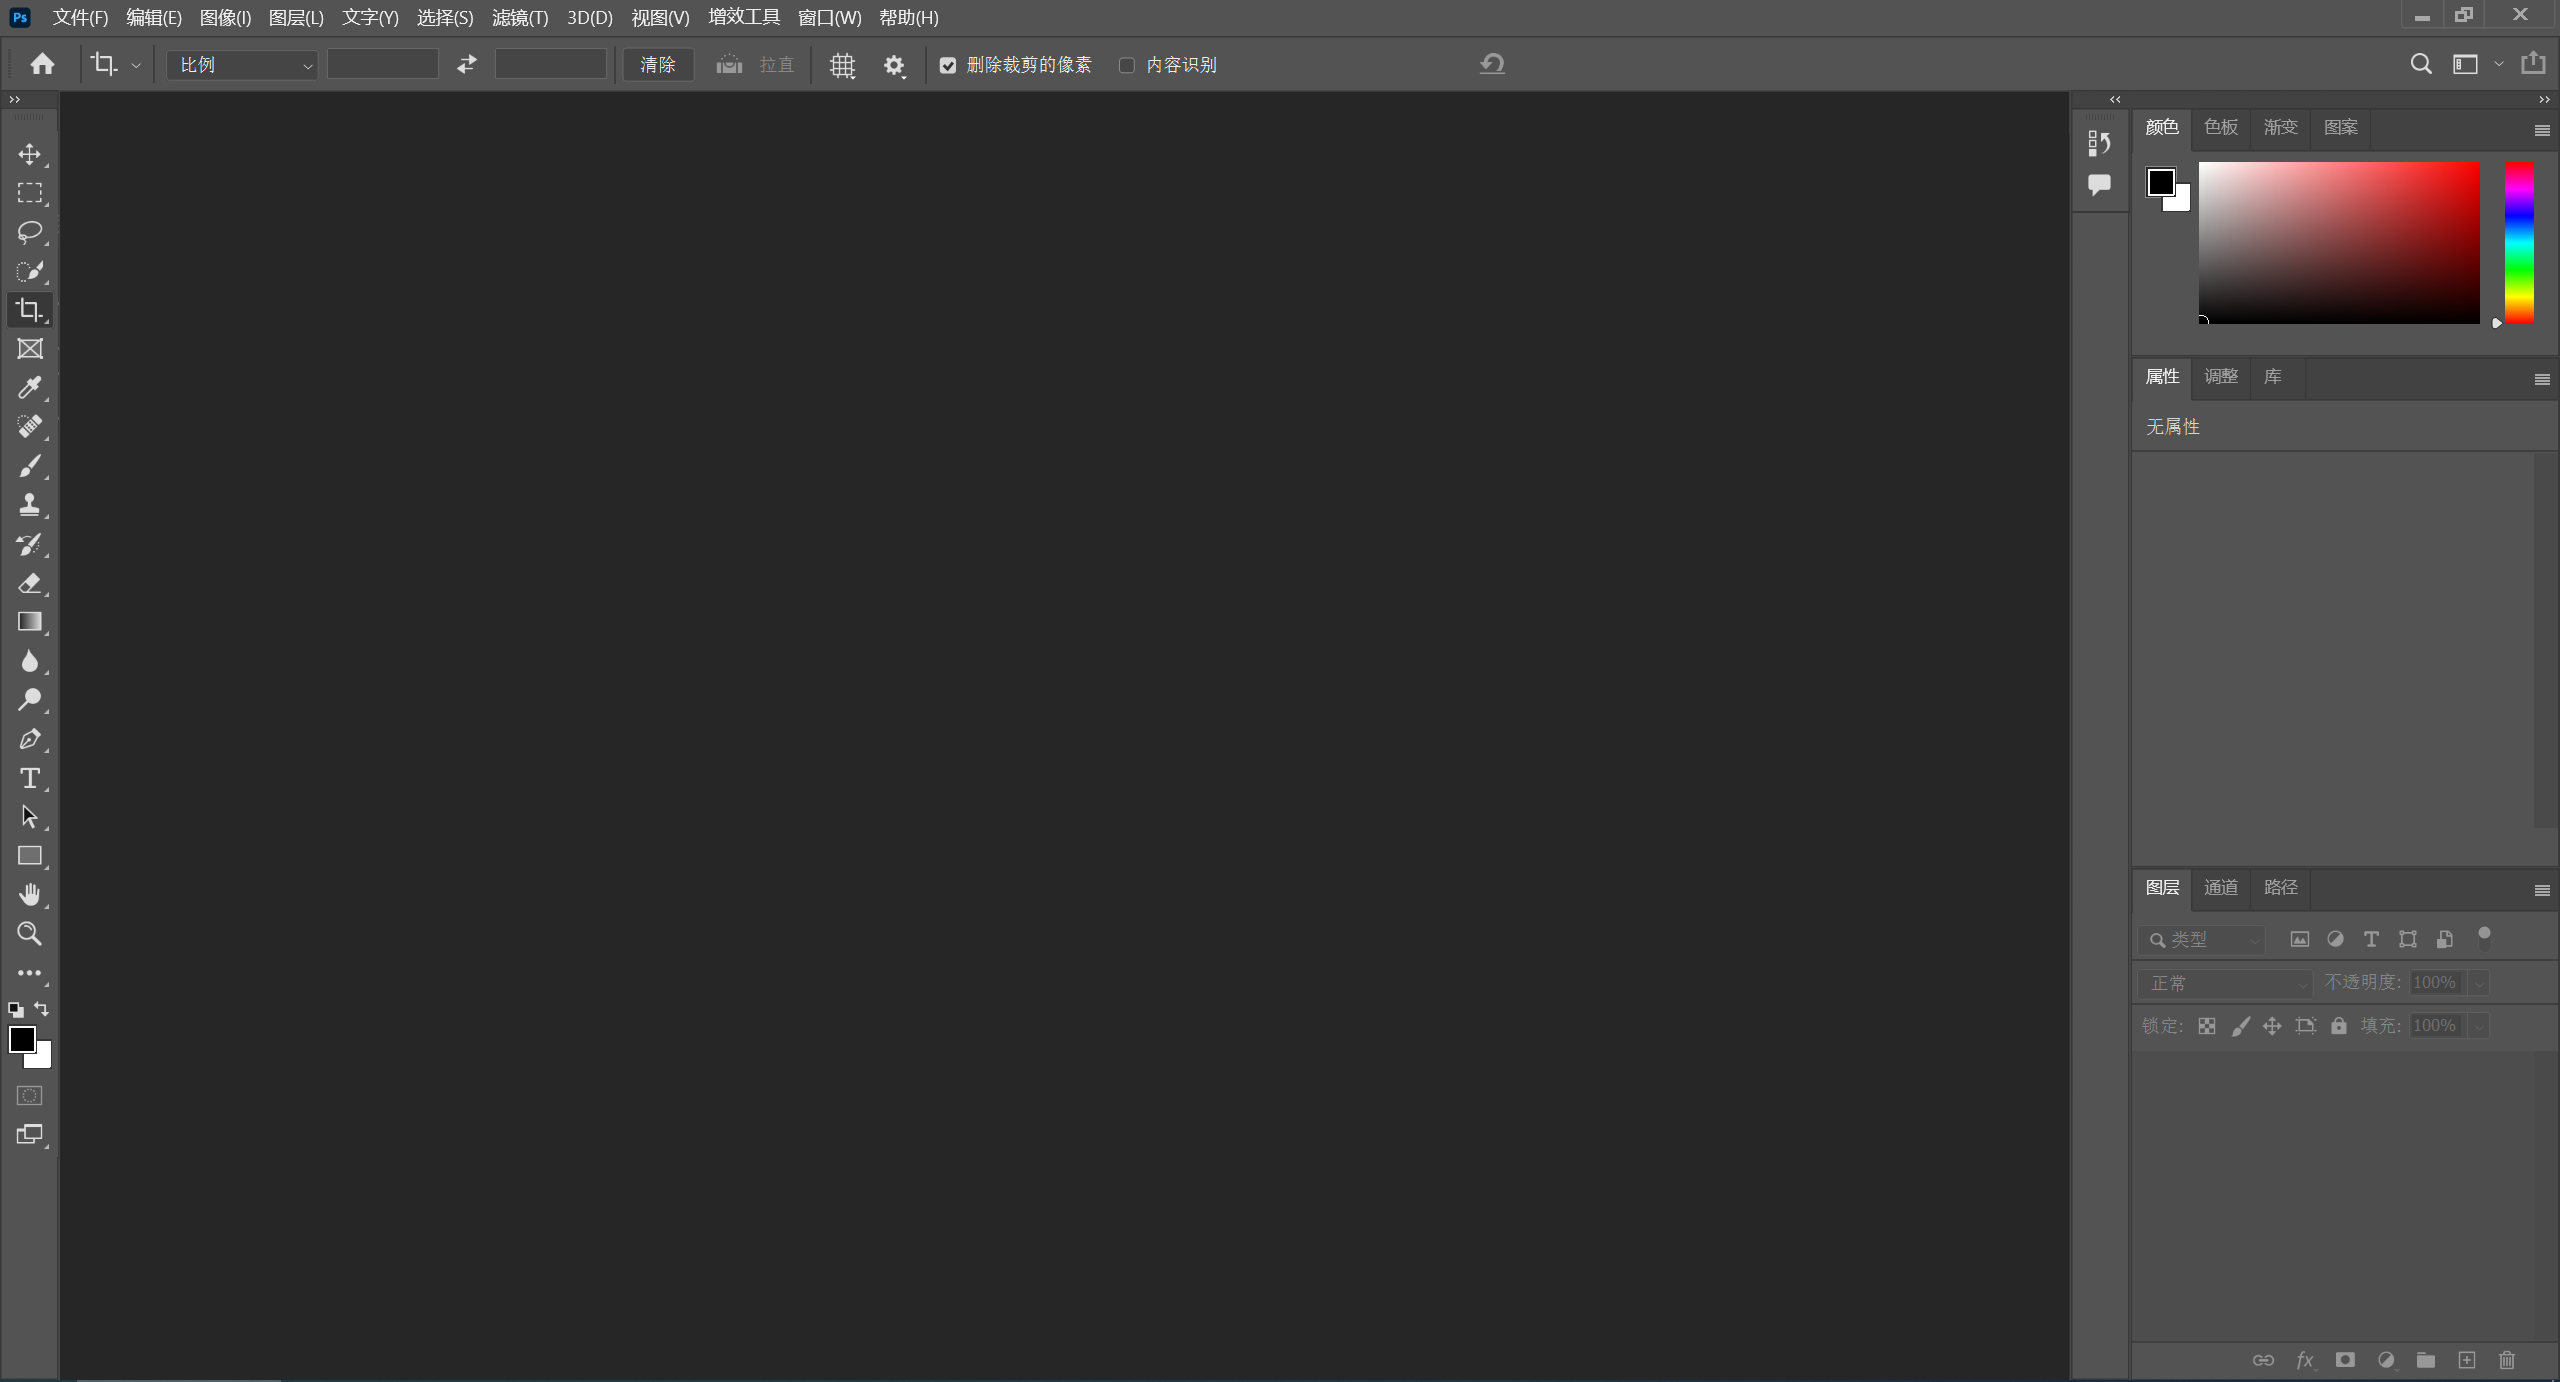 Ps 文件(F) 编辑(E) 图像(I) 图层(L) 文字(Y) 选择(S) 滤镜(T) 3D(D) 视图(V) 增效工具 窗口(W) 帮助(H)
比例 清除 拉直 删除裁剪的像素 内容识别
颜色 色板 渐变 图案
属性 调整 库
无属性
图层 通道 路径
类型
正常 不透明度: 100%
锁定: 填充: 100%
fx